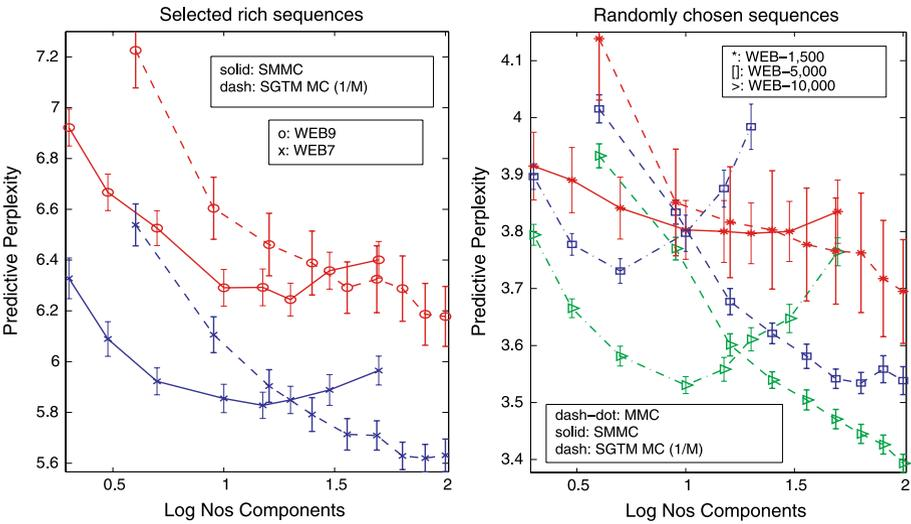 Selected rich sequences
7.2
7
6.8
6.6
6.4
6.2
6
5.8
5.6
Predictive Perplexity
solid: SMMC
dash: SGTM MC (1/M)
o: WEB9
x: WEB7
0.5
1
1.5
2
Log Nos Components
Randomly chosen sequences
4.1
4
3.9
3.8
3.7
3.6
3.5
3.4
Predictive Perplexity
*: WEB–1,500
[]: WEB–5,000
>: WEB–10,000
dash–dot: MMC
solid: SMMC
dash: SGTM MC (1/M)
0.5
1
1.5
2
Log Nos Components